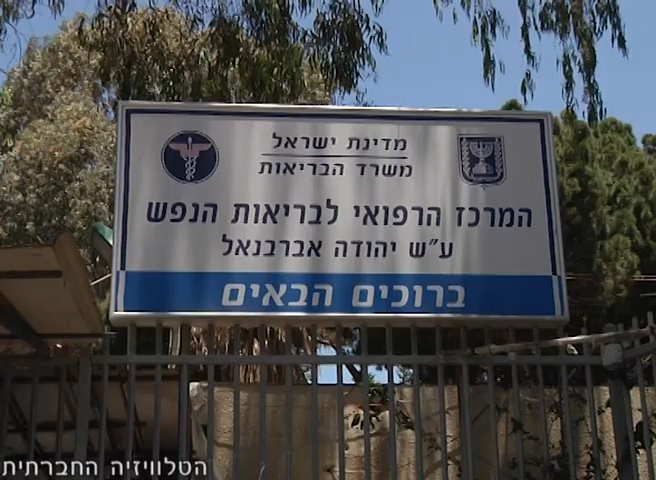 מדינת ישראל
משרד הבריאות
המרכז הרפואי לבריאות הנפש
ע"ש יהודה אברבנאל
ברוכים הבאים
הטלוויזיה החברתית